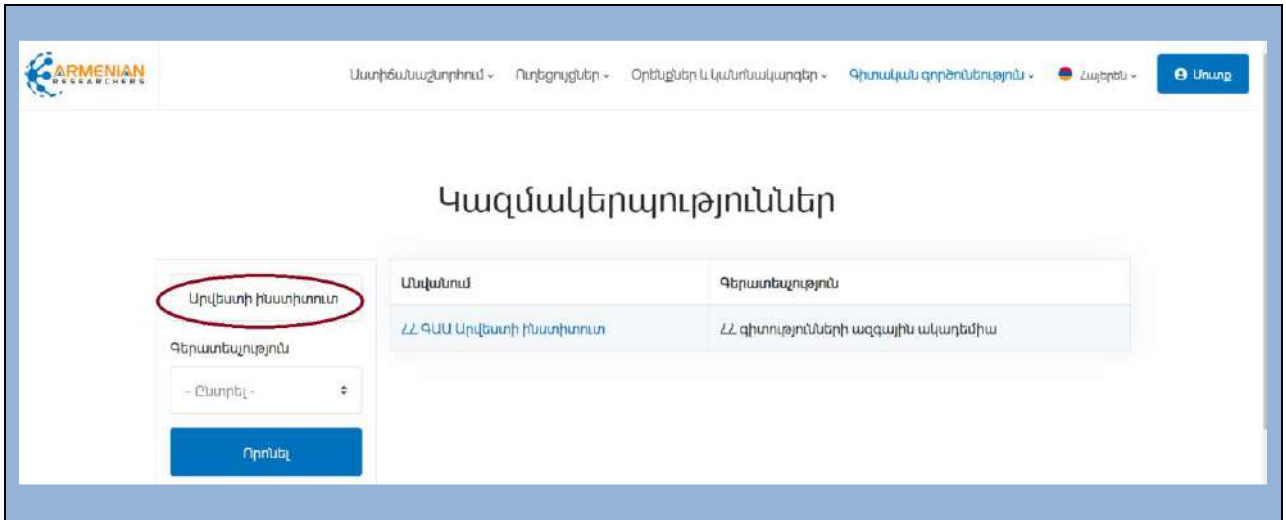 ARMENIAN
RESEARCHERS
Աստիճանաշնորհում Ուղեցույցներ Օրենքներ և կանոնակարգեր Գիտական գործունեություն Հայերեն Մուտք
Կազմակերպություններ
Արվեստի ինստիտուտ
Գերատեսչություն
- Ընտրել -
Որոնել
Անվանում Գերատեսչություն
ՀՀ ԳԱԱ Արվեստի ինստիտուտ ՀՀ գիտությունների ազգային ակադեմիա